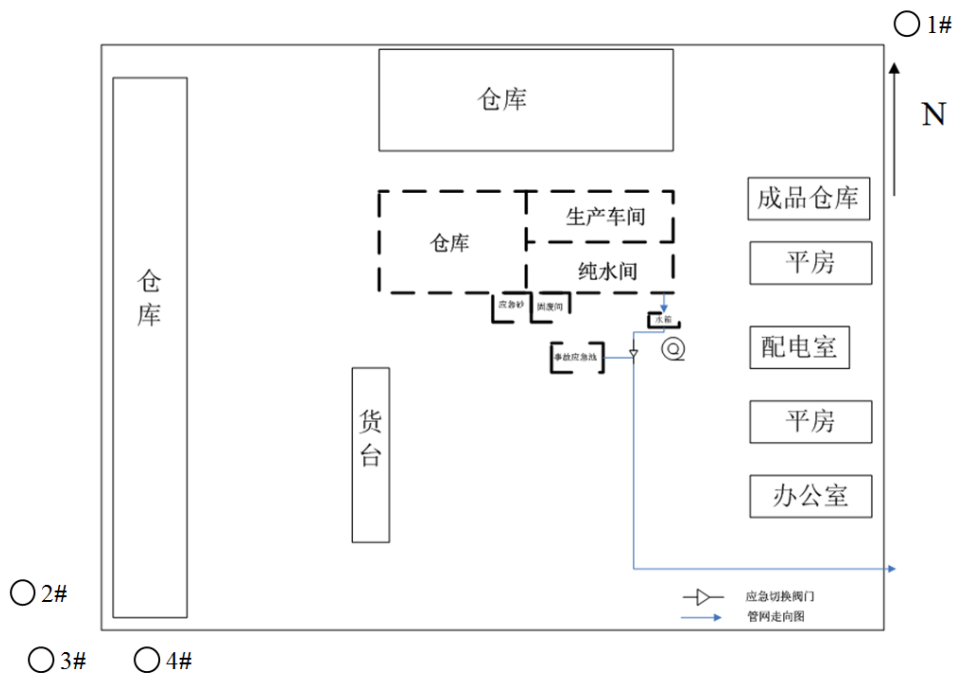 1#
N
仓库
成品仓库
生产车间
仓库
平房
纯水间
仓
库
应急砂
固废间
水箱
配电室
事故应急池
货
台
平房
办公室
2#
应急切换阀门
管网走向图
3#
4#